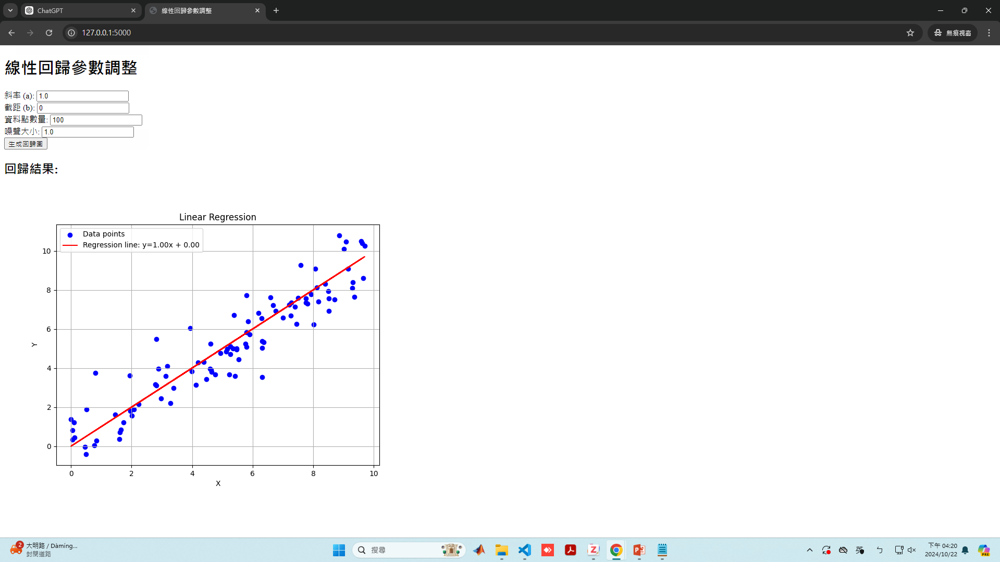 ChatGPT
線性回歸參數調整
127.0.0.1:5000
無痕視窗
線性回歸參數調整
斜率 (a): 1.0
截距 (b): 0
資料點數量: 100
噪聲大小: 1.0
生成回歸圖
回歸結果:
Linear Regression
Data points
Regression line: y=1.00x + 0.00
10
8
6
4
2
0
Y
0 2 4 6 8 10
X
2
大明路 / Dàmíng...
封閉道路
搜尋
英
ㄅ
下午 04:20
2024/10/22
PRE